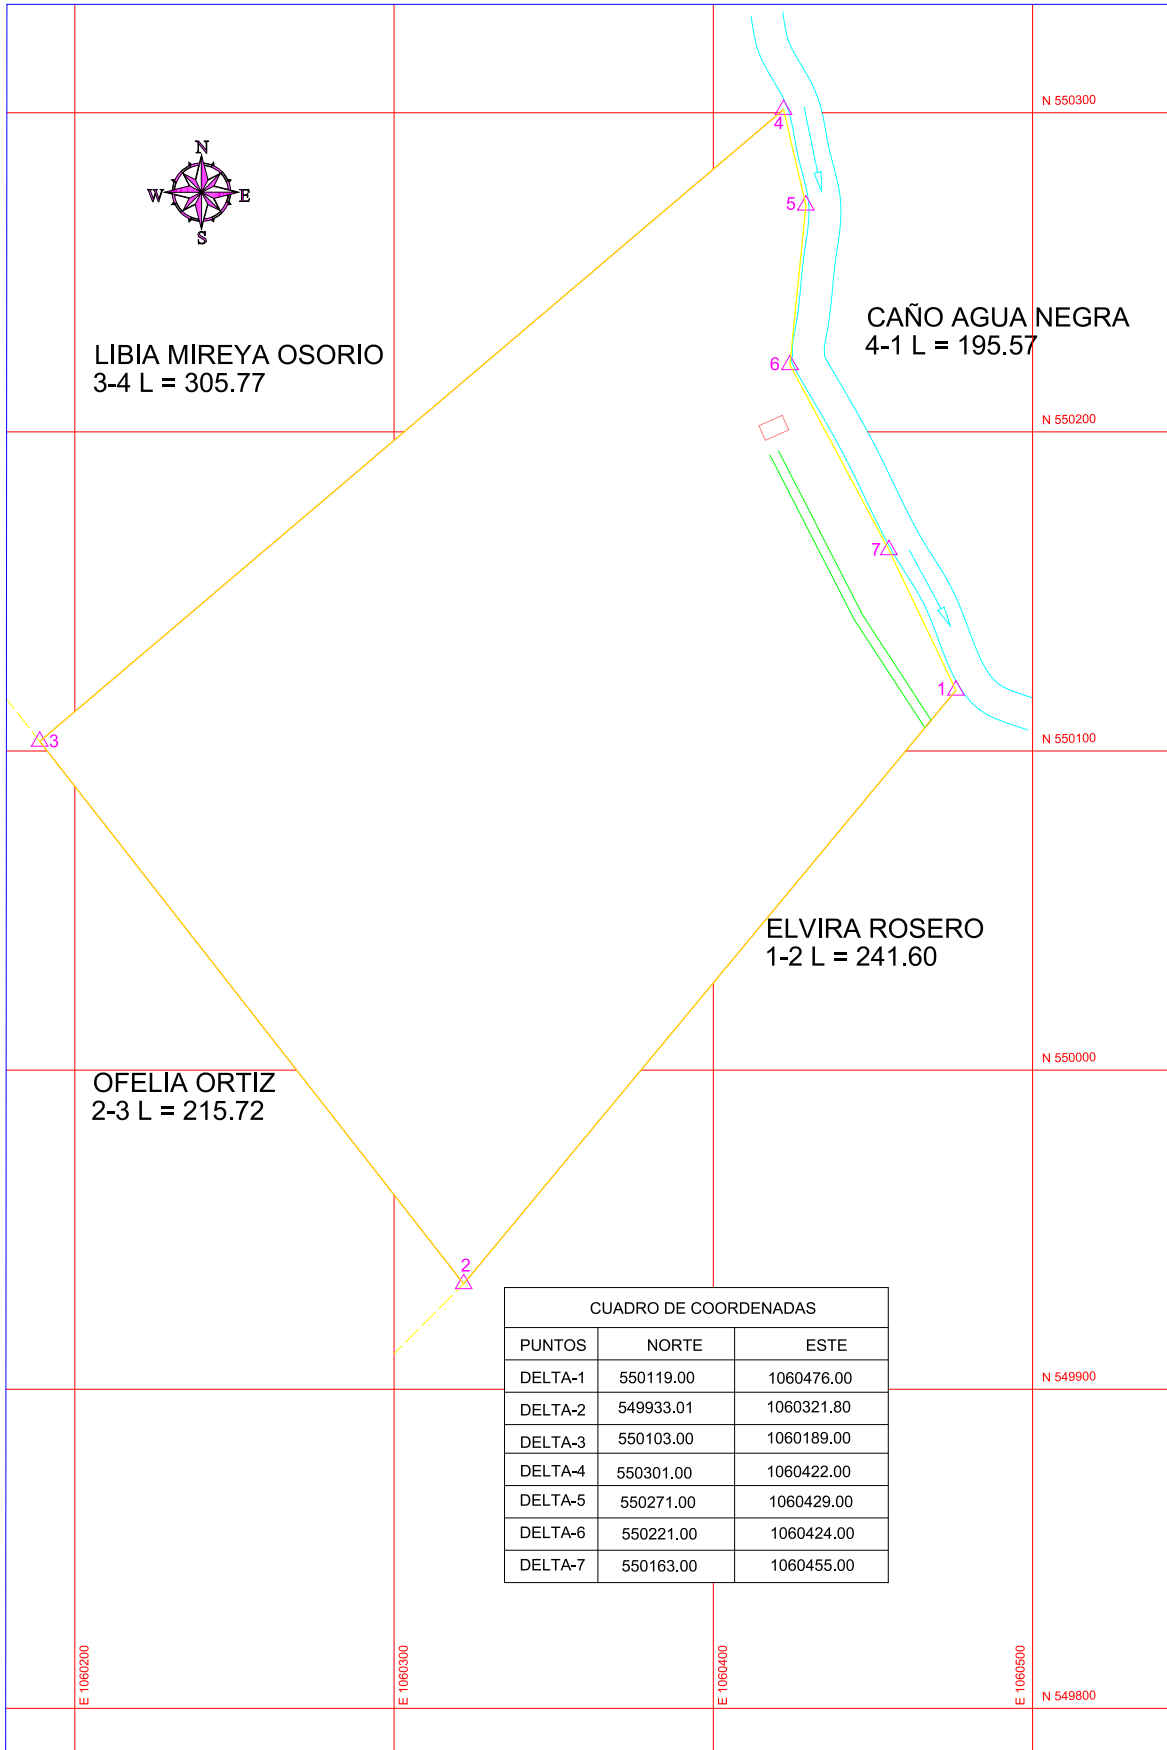 N 550300
4
N
W E
S
5
CAÑO AGUA NEGRA
4-1 L = 195.57
LIBIA MIREYA OSORIO
3-4 L = 305.77
6
N 550200
7
1
3
N 550100
ELVIRA ROSERO
1-2 L = 241.60
N 550000
OFELIA ORTIZ
2-3 L = 215.72
2
CUADRO DE COORDENADAS
PUNTOS NORTE ESTE
DELTA-1 550119.00 1060476.00
DELTA-2 549933.01 1060321.80
DELTA-3 550103.00 1060189.00
DELTA-4 550301.00 1060422.00
DELTA-5 550271.00 1060429.00
DELTA-6 550221.00 1060424.00
DELTA-7 550163.00 1060455.00
N 549900
E 1060200
E 1060300
E 1060400
E 1060500
N 549800